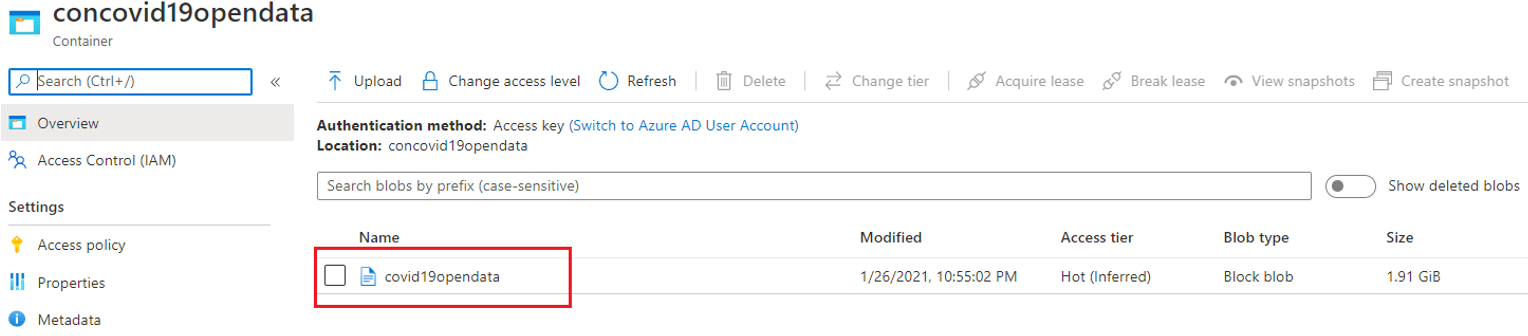 concovid19opendata
Container
Search (Ctrl+/)
«
Upload Change access level Refresh Delete Change tier Acquire lease Break lease View snapshots Create snapshot
Overview
Access Control (IAM)
Settings
Access policy
Properties
Metadata
Authentication method: Access key (Switch to Azure AD User Account)
Location: concovid19opendata
Search blobs by prefix (case-sensitive)
Show deleted blobs
Name Modified Access tier Blob type Size
covid19opendata 1/26/2021, 10:55:02 PM Hot (Inferred) Block blob 1.91 GiB